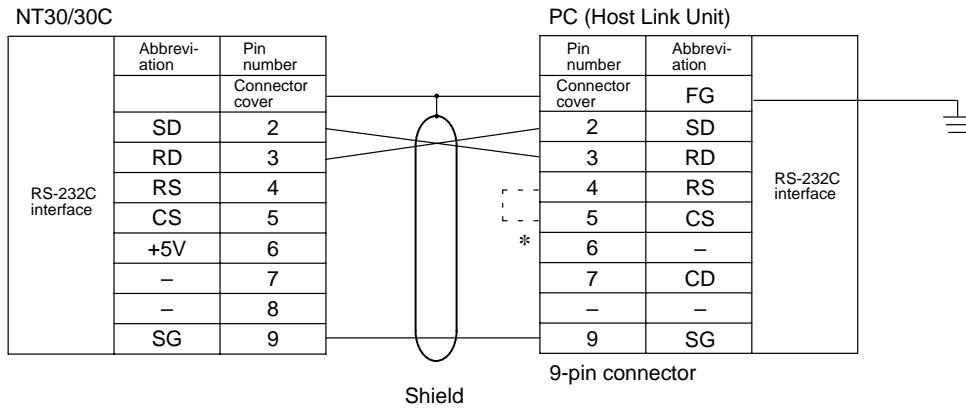 NT30/30C
PC (Host Link Unit)
Abbrevi-
ation
Pin
number
Pin
number
Abbrevi-
ation
Connector
cover
Connector
cover
FG
SD 2 2 SD
RD 3 3 RD
RS 4 4 RS
RS-232C
interface
RS-232C
interface
CS 5 5 CS
+5V 6 * 6 –
– 7 7 CD
– 8 – –
SG 9 9 SG
9-pin connector
Shield